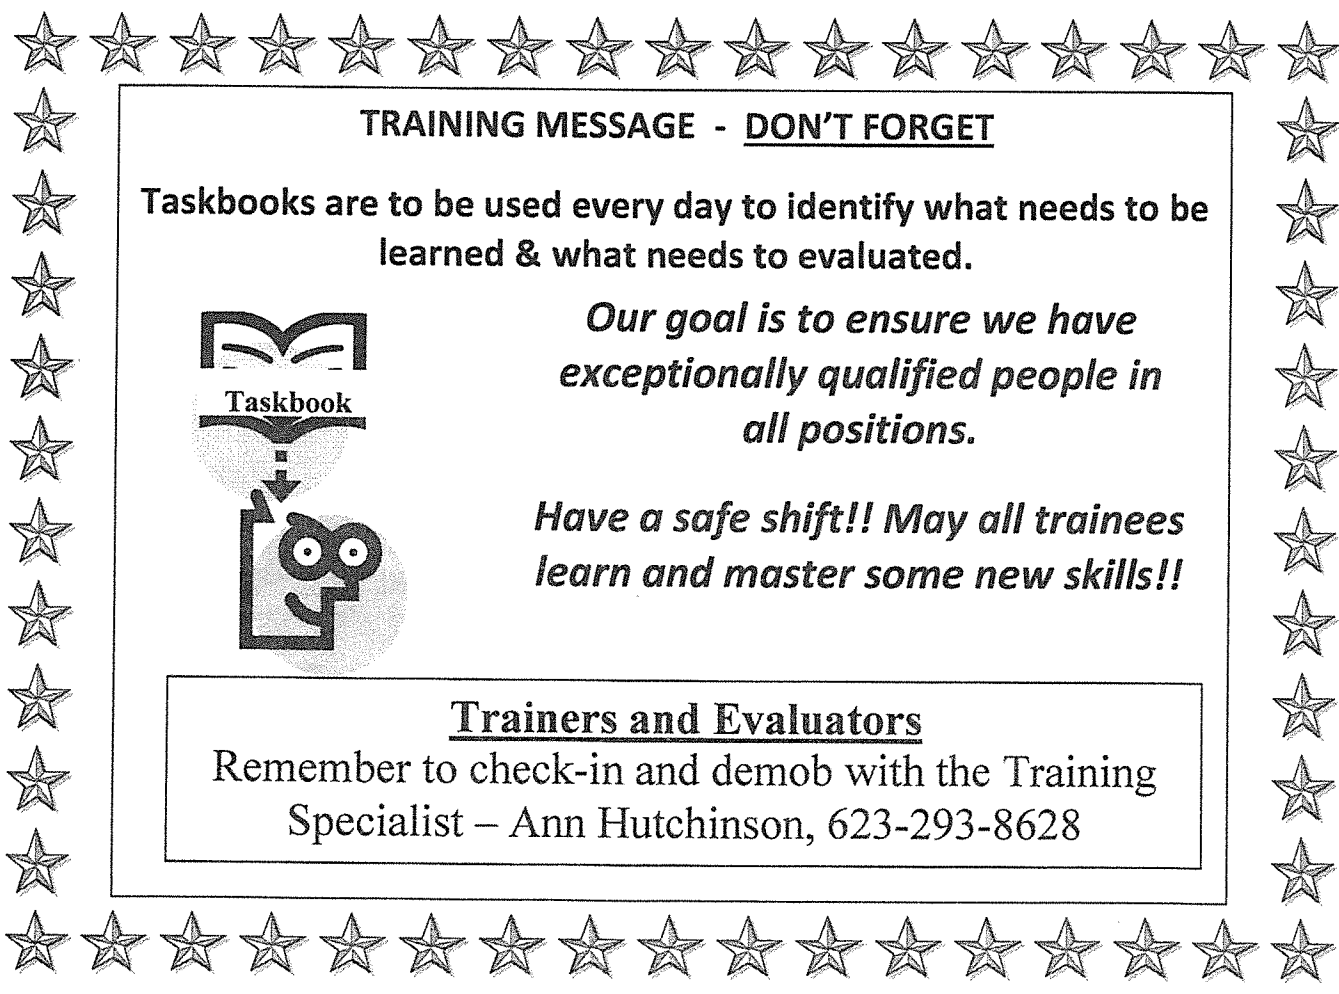 TRAINING MESSAGE - DON'T FORGET
Taskbooks are to be used every day to identify what needs to be
learned & what needs to evaluated.
Our goal is to ensure we have
exceptionally qualified people in
all positions.
Taskbook
Have a safe shift!! May all trainees
learn and master some new skills!!
Trainers and Evaluators
Remember to check-in and demob with the Training
Specialist – Ann Hutchinson, 623-293-8628